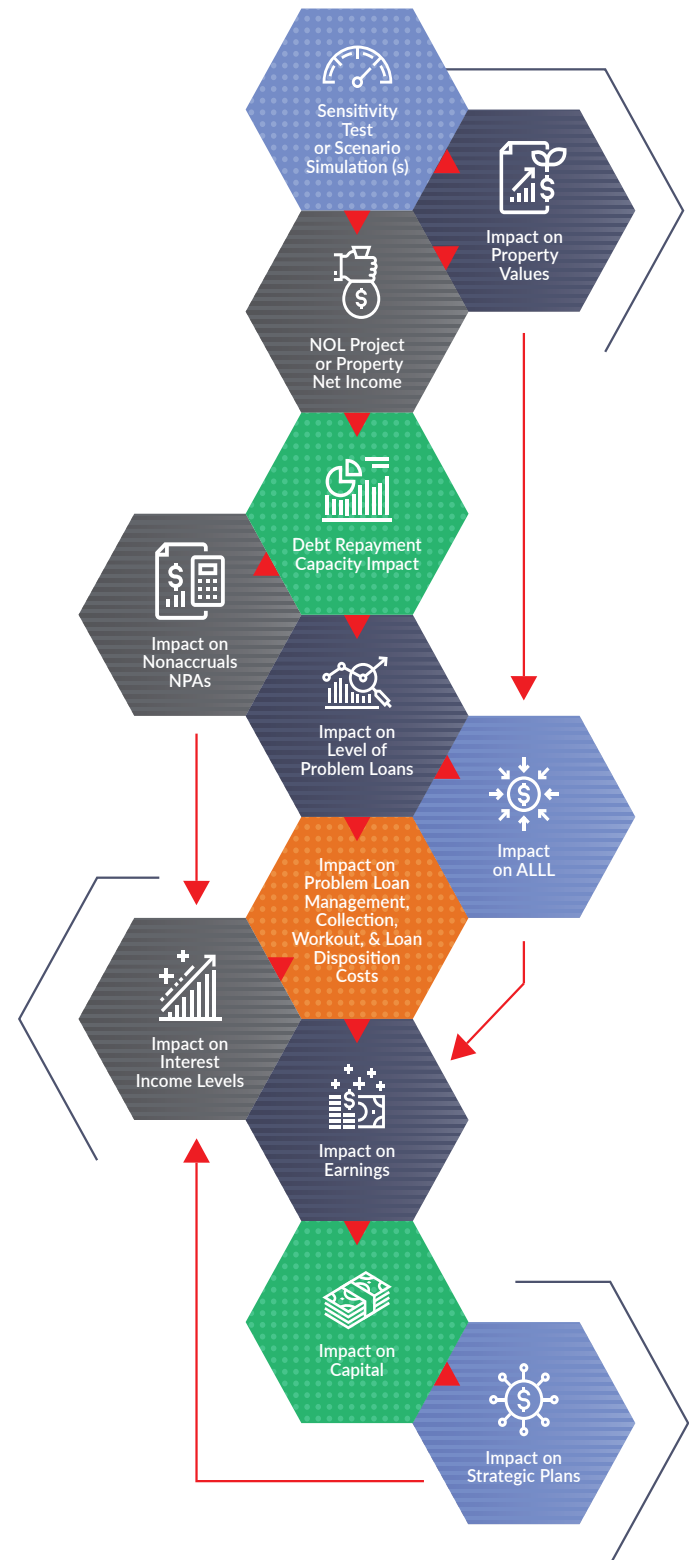 Sensitivity
Test
or Scenario
Simulation (s)
Impact on
Property
Values
NOL Project
or Property
Net Income
Debt Repayment
Capacity Impact
Impact on
Nonaccruals
NPAs
Impact on
Level of
Problem Loans
Impact
on ALLL
Impact on
Problem Loan
Management,
Collection,
Workout, & Loan
Disposition
Costs
Impact on
Interest
Income Levels
Impact on
Earnings
Impact on
Capital
Impact on
Strategic Plans